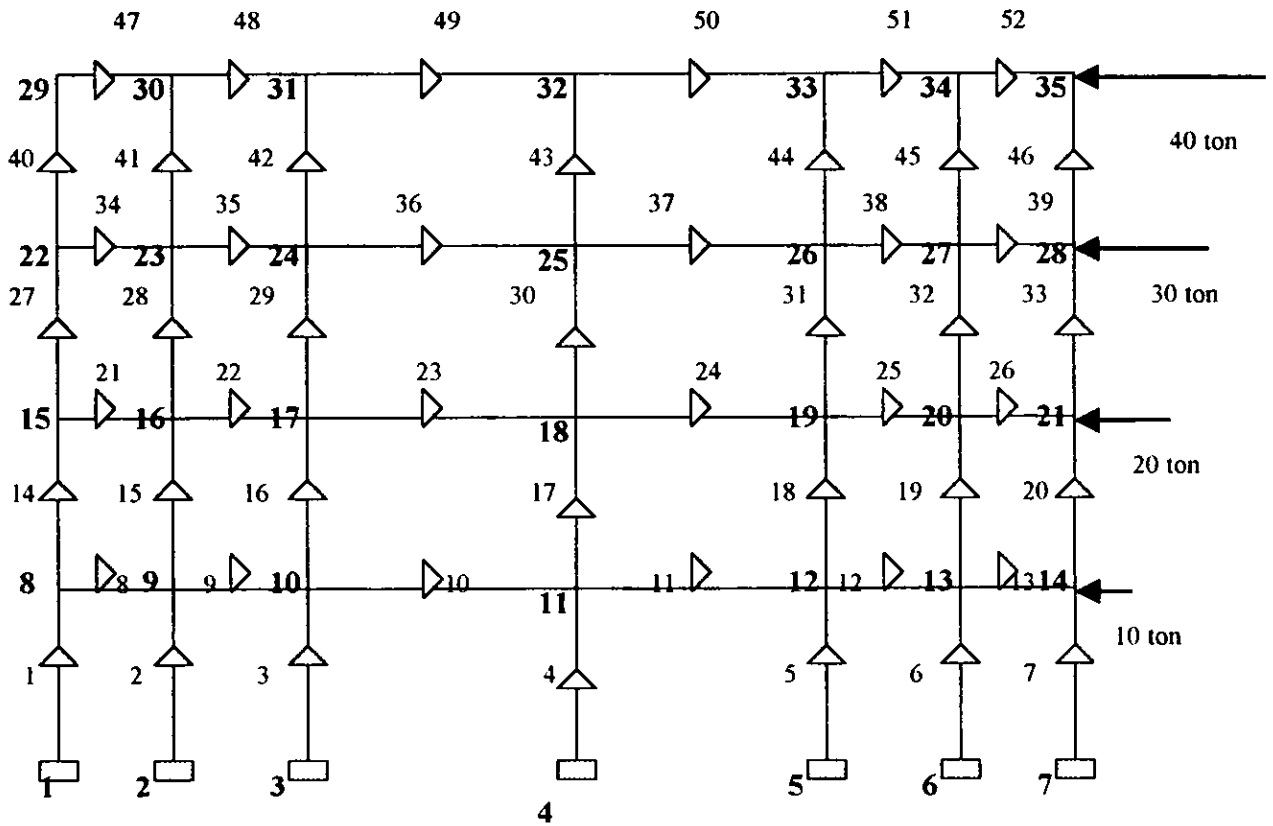 47 48 49 50 51 52
29 30 31 32 33 34 35
40 41 42 43 44 45 46 40 ton
34 35 36 37 38 39
22 23 24 25 26 27 28
27 28 29 30 31 32 33 30 ton
21 22 23 24 25 26
15 16 17 18 19 20 21
20 ton
14 15 16 17 18 19 20
8 8 9 9 10 10 11 11 12 12 13 13 14
10 ton
1 2 3 4 5 6 7
1 2 3 4 5 6 7